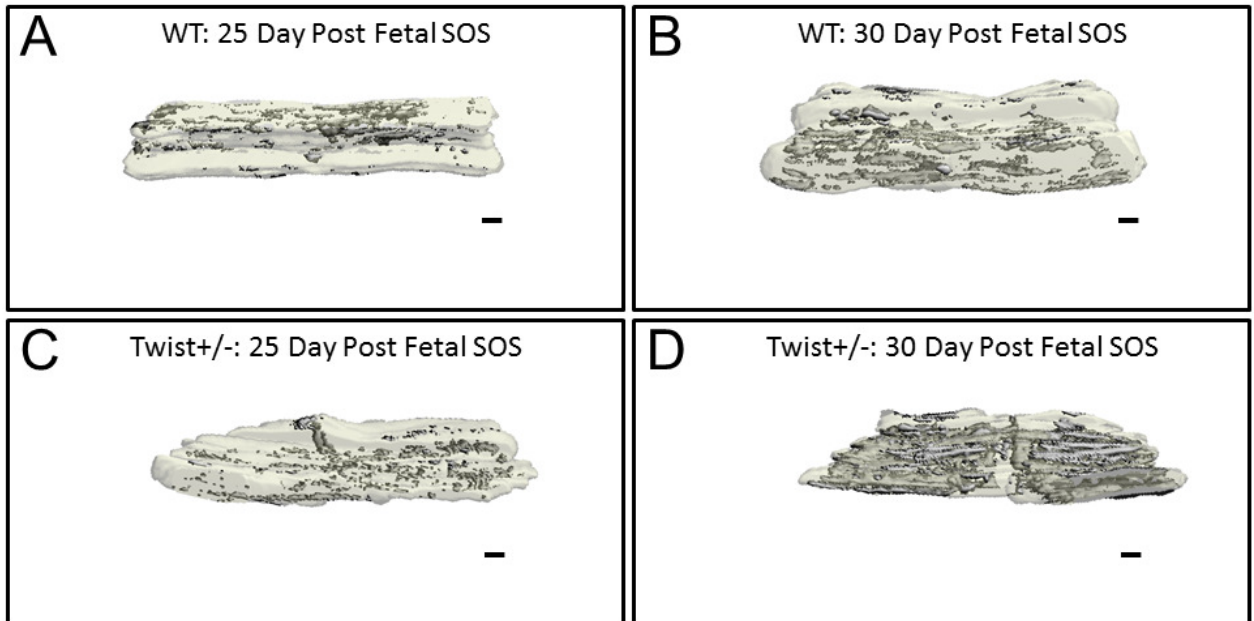 A
WT: 25 Day Post Fetal SOS
B
WT: 30 Day Post Fetal SOS
C
Twist+/-: 25 Day Post Fetal SOS
D
Twist+/-: 30 Day Post Fetal SOS